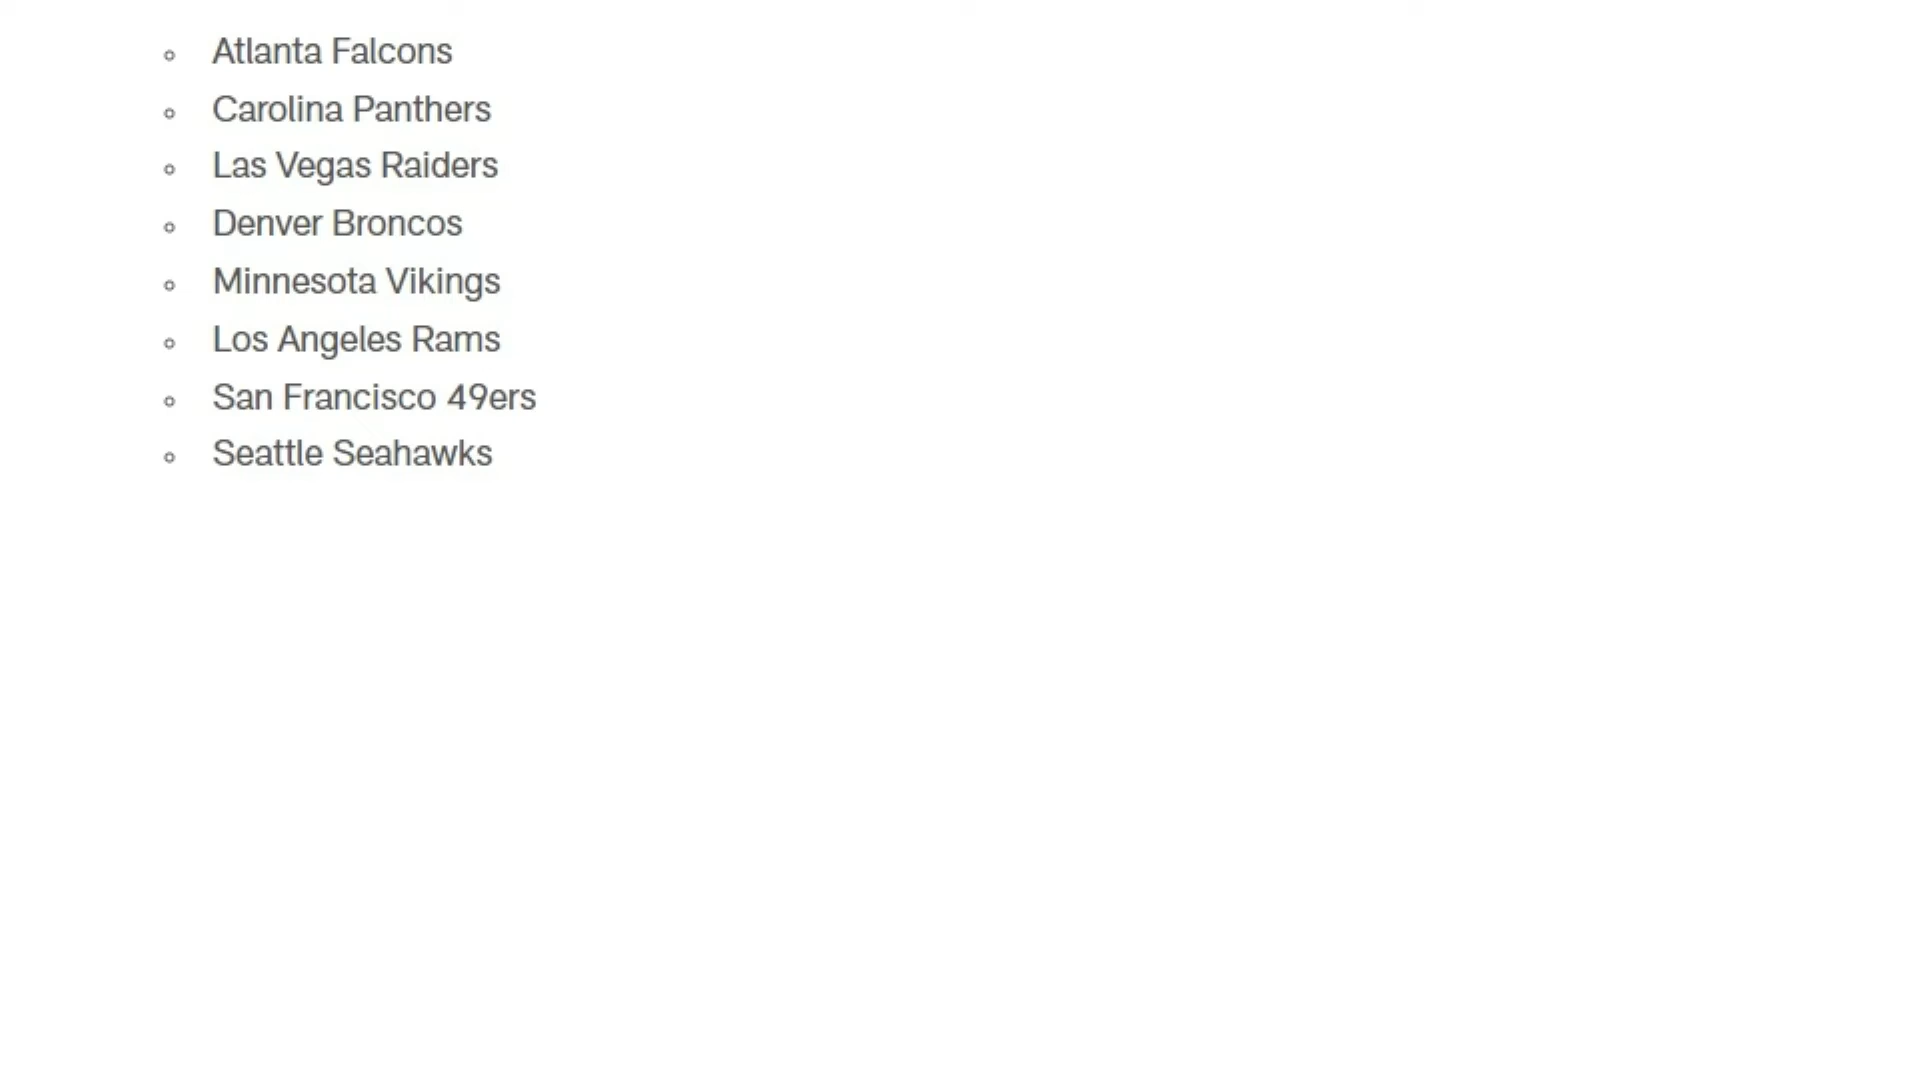 Atlanta Falcons
Carolina Panthers
Las Vegas Raiders
Denver Broncos
Minnesota Vikings
Los Angeles Rams
San Francisco 49ers
Seattle Seahawks